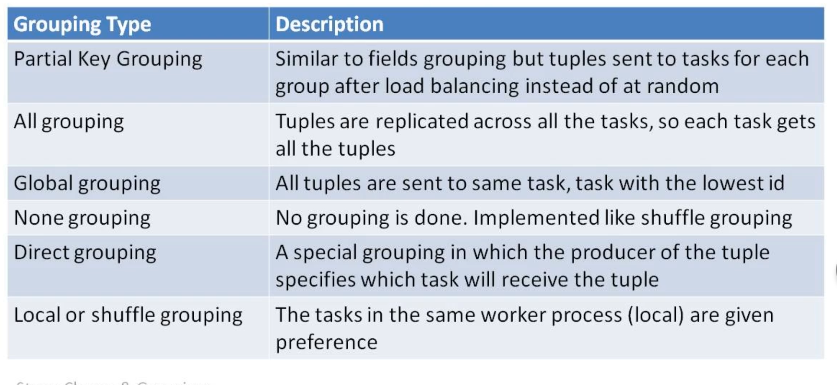 Grouping Type Description
Partial Key Grouping Similar to fields grouping but tuples sent to tasks for each
group after load balancing instead of at random
All grouping Tuples are replicated across all the tasks, so each task gets
all the tuples
Global grouping All tuples are sent to same task, task with the lowest id
None grouping No grouping is done. Implemented like shuffle grouping
Direct grouping A special grouping in which the producer of the tuple
specifies which task will receive the tuple
Local or shuffle grouping The tasks in the same worker process (local) are given
preference